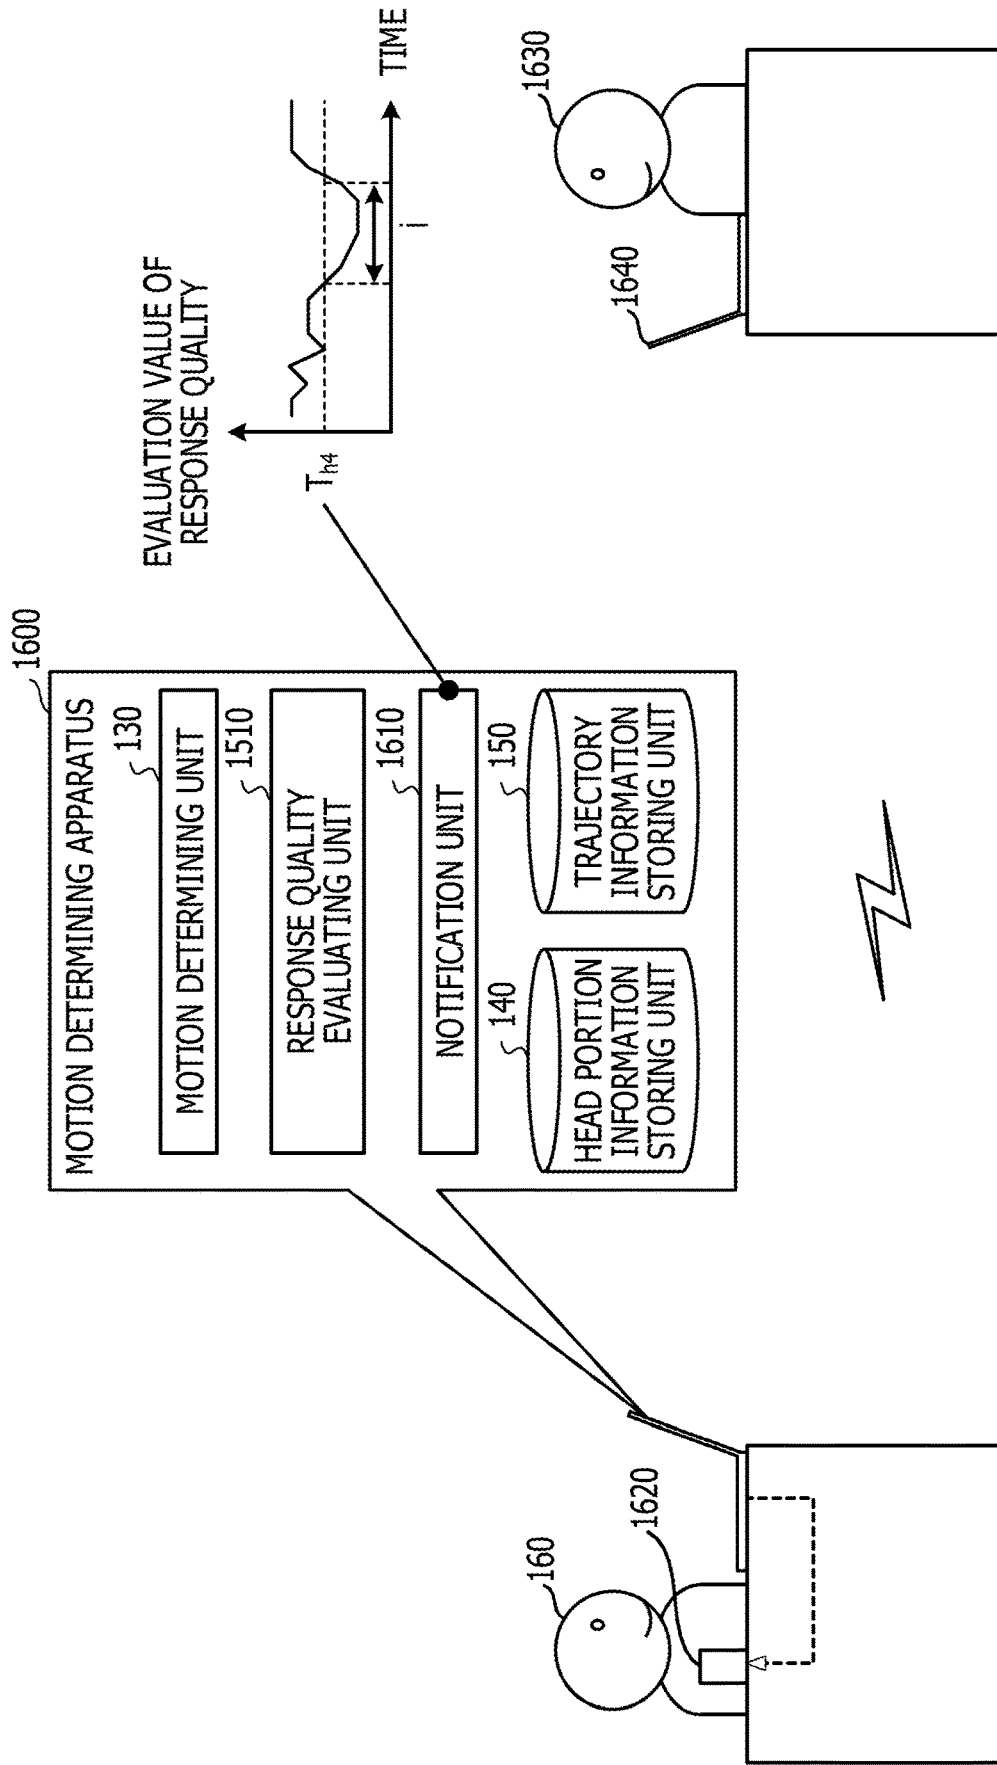 1600
MOTION DETERMINING APPARATUS
130
MOTION DETERMINING UNIT
1510
RESPONSE QUALITY
EVALUATING UNIT
1610
NOTIFICATION UNIT
140
HEAD PORTION
INFORMATION
STORING UNIT
150
TRAJECTORY
INFORMATION
STORING UNIT
EVALUATION VALUE OF
RESPONSE QUALITY
Th4
i
TIME
160
1620
1640
1630